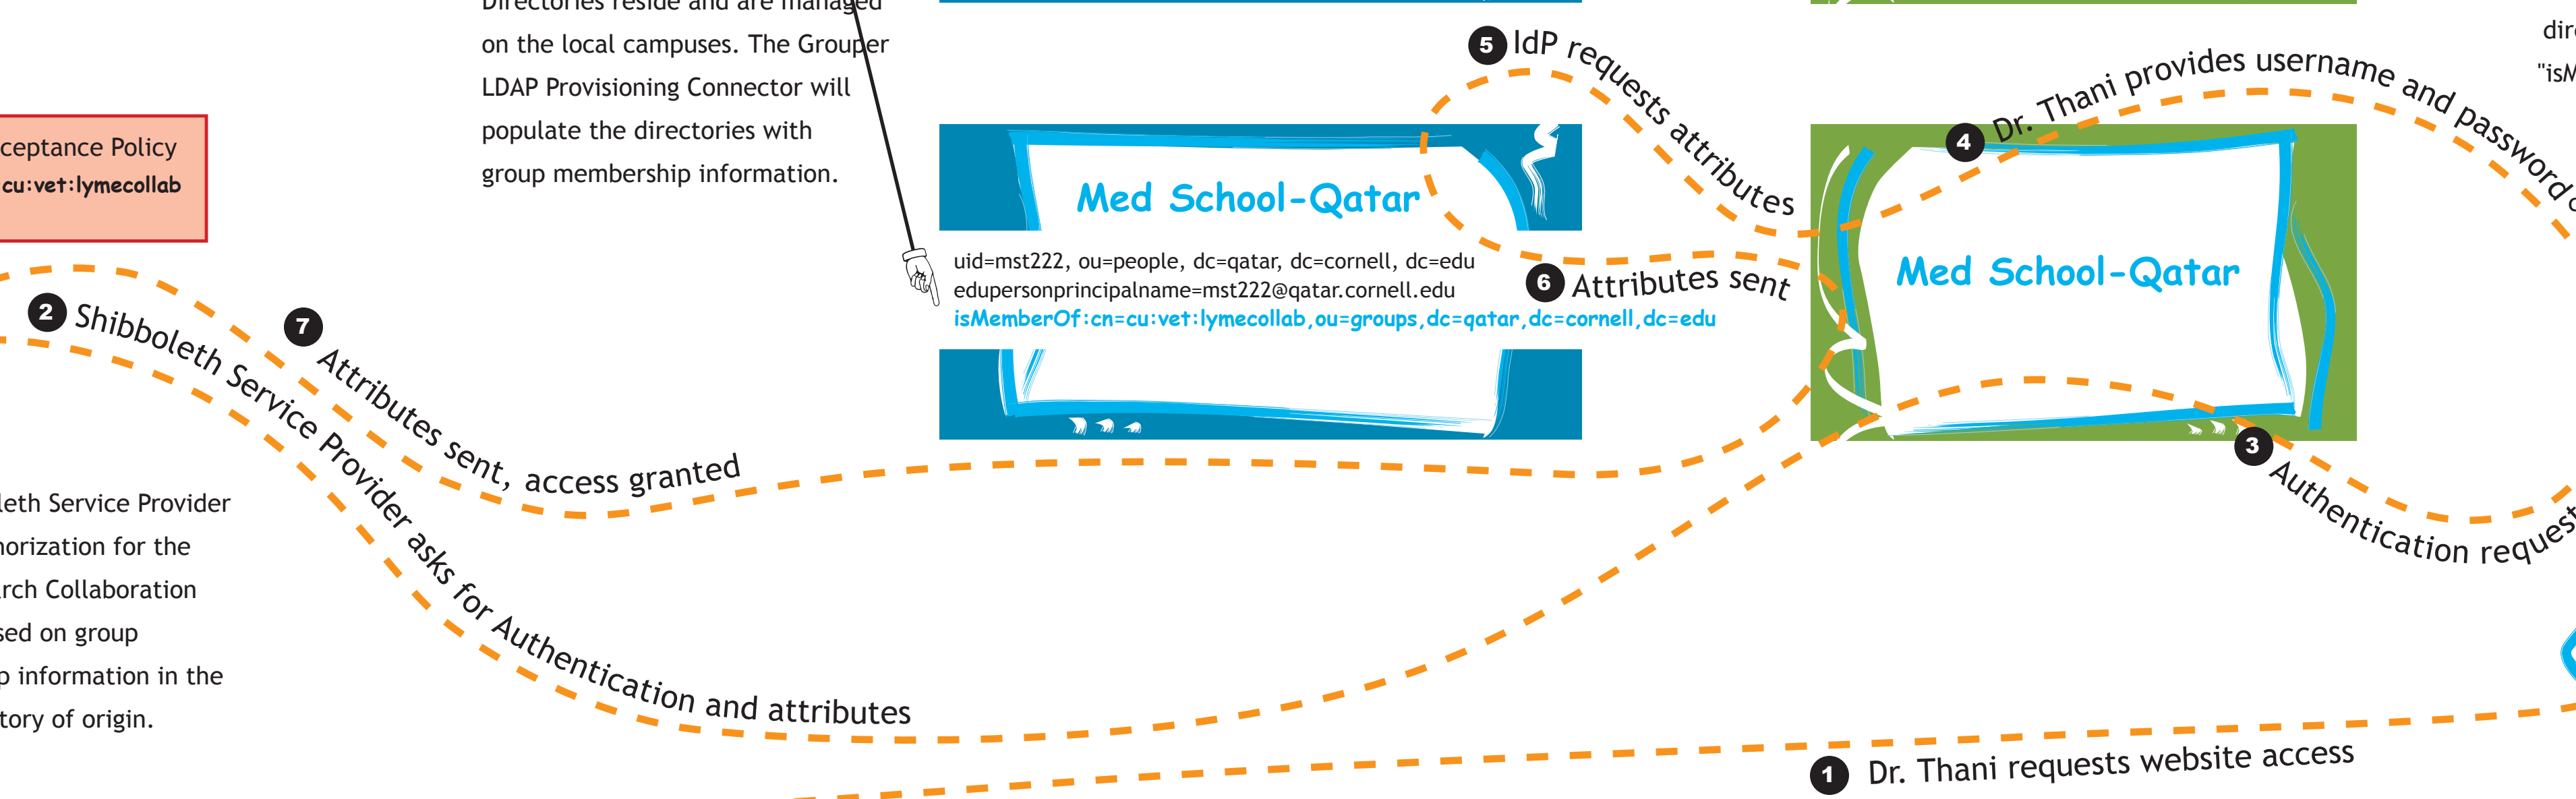 Directories reside and are managed
on the local campuses. The Grouper
LDAP Provisioning Connector will
populate the directories with
group membership information.
ceptance Policy
cu:vet:lymecollab
5 IdP requests attributes
4 Dr. Thani provides username and password
"isM
Med School-Qatar
uid=mst222, ou=people, dc=qatar, dc=cornell, dc=edu
edupersonprincipalname=mst222@qatar.cornell.edu
isMemberOf:cn=cu:vet:lymecollab,ou=groups,dc=qatar,dc=cornell,dc=edu
6 Attributes sent
Med School-Qatar
2 Shibboleth Service Provider asks for Authentication and attributes
7 Attributes sent, access granted
3 Authentication request
leth Service Provider
norization for the
rch Collaboration
sed on group
p information in the
tory of origin.
1 Dr. Thani requests website access